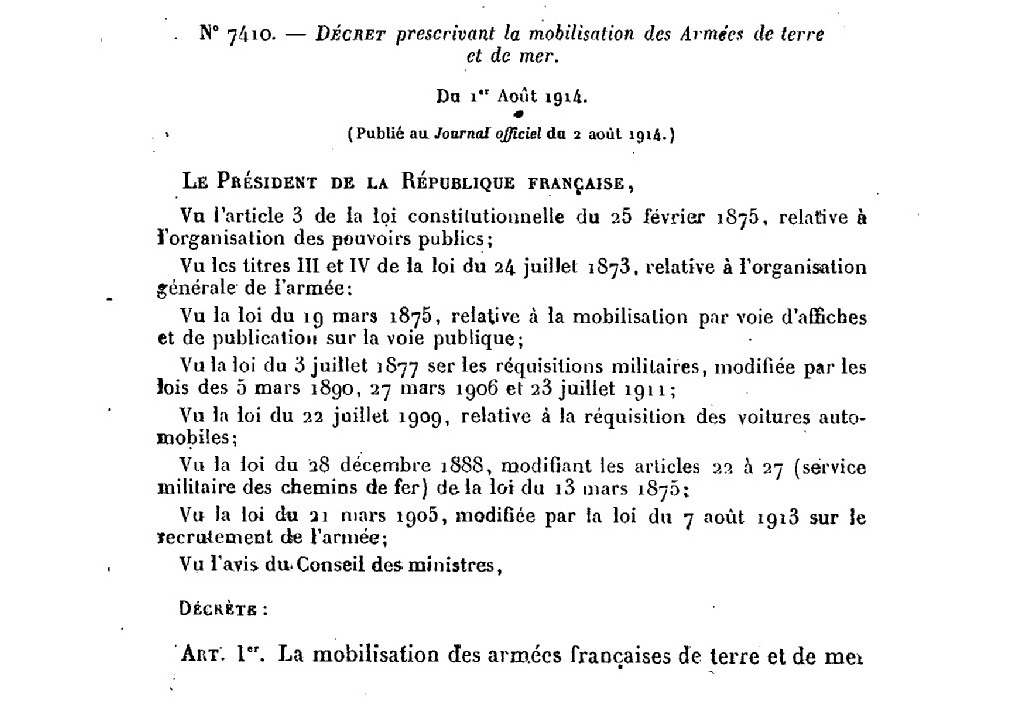 N° 7410. — DÉCRET prescrivant la mobilisation des Armées de terre
et de mer.
Du 1er Août 1914.
(Publié au Journal officiel du 2 août 1914.)
LE PRÉSIDENT DE LA RÉPUBLIQUE FRANÇAISE,
Vu l'article 3 de la loi constitutionnelle du 25 février 1875, relative à
l'organisation des pouvoirs publics;
Vu les titres III et IV de la loi du 24 juillet 1873, relative à l'organisation
générale de l'armée:
Vu la loi du 19 mars 1875, relative à la mobilisation par voie d'affiches
et de publication sur la voie publique;
Vu la loi du 3 juillet 1877 ser les réquisitions militaires, modifiée par les
lois des 5 mars 1890, 27 mars 1906 et 23 juillet 1911;
Vu la loi du 22 juillet 1909, relative à la réquisition des voitures auto-
mobiles;
Vu la loi du 28 décembre 1888, modifiant les articles 22 à 27 (service
militaire des chemins de fer) de la loi du 13 mars 1875;
Vu la loi du 21 mars 1905, modifiée par la loi du 7 août 1913 sur le
recrutement de l'armée;
Vu l'avis du Conseil des ministres,
DÉCRÈTE:
ART. 1er. La mobilisation des armées françaises de terre et de mer